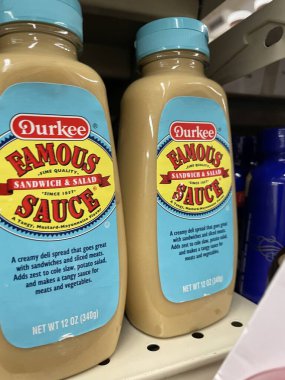 Durkee
FINE QUALITY
FAMOUS
SANDWICH & SALAD
SAUCE
A Tangy, Mustard-Mayonnaise
A creamy deli spread that goes great
with sandwiches and sliced meats.
Adds zest to cole slaw, potato salad,
and makes a tangy sauce for
meats and vegetables.
NET WT 12 OZ (340g)
Durkee
FINE QUALITY
FAMOUS
SANDWICH & SALAD
SINCE 1857
SAUCE
A creamy deli spread that goes great
with sandwiches and sliced meats.
Adds zest to cole slaw, potato salad,
and makes a tangy sauce for
meats and vegetables.
NET WT 12 OZ (340g)